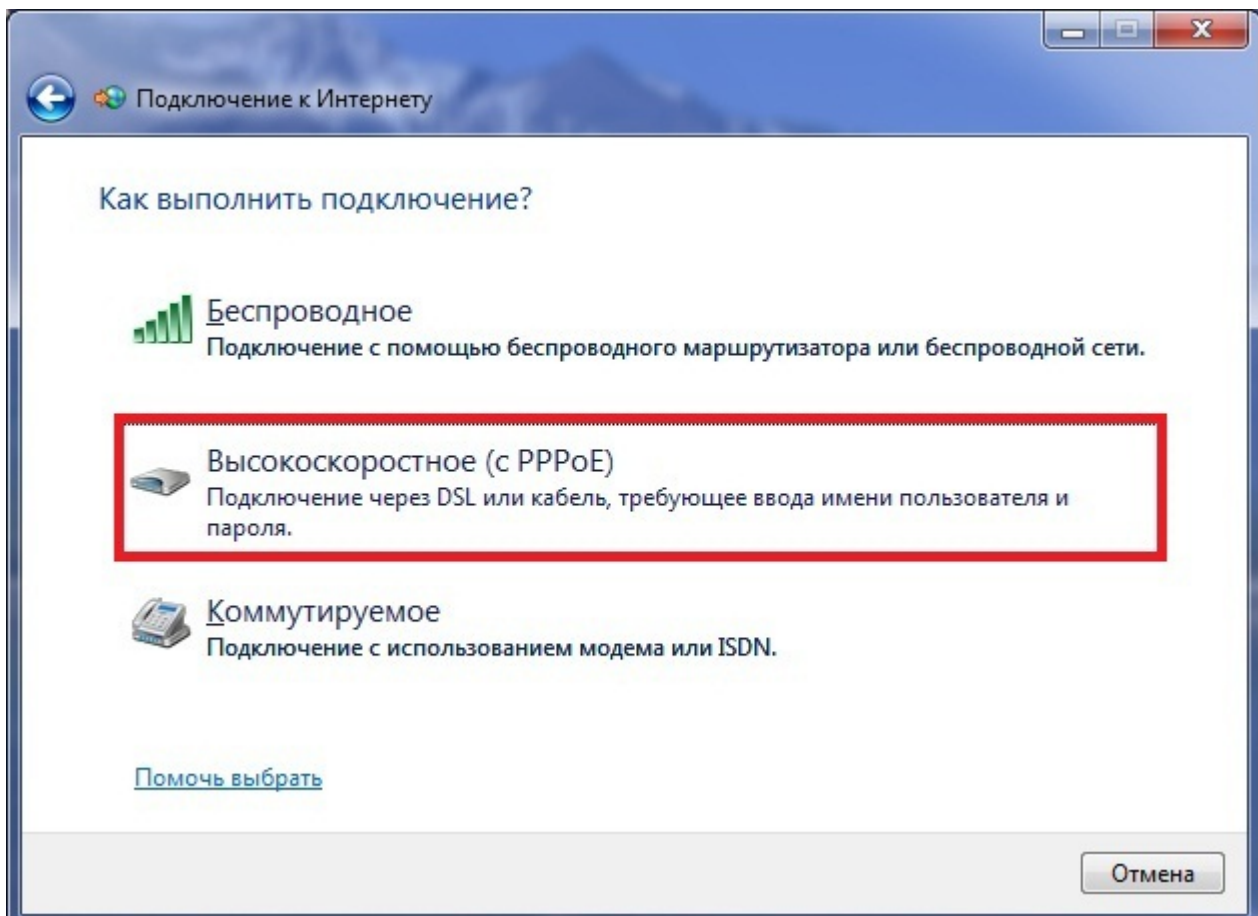 Подключение к Интернету
Как выполнить подключение?
Беспроводное
Подключение с помощью беспроводного маршрутизатора или беспроводной сети.
Высокоскоростное (с PPPoE)
Подключение через DSL или кабель, требующее ввода имени пользователя и
пароля.
Коммутируемое
Подключение с использованием модема или ISDN.
Помочь выбрать
Отмена